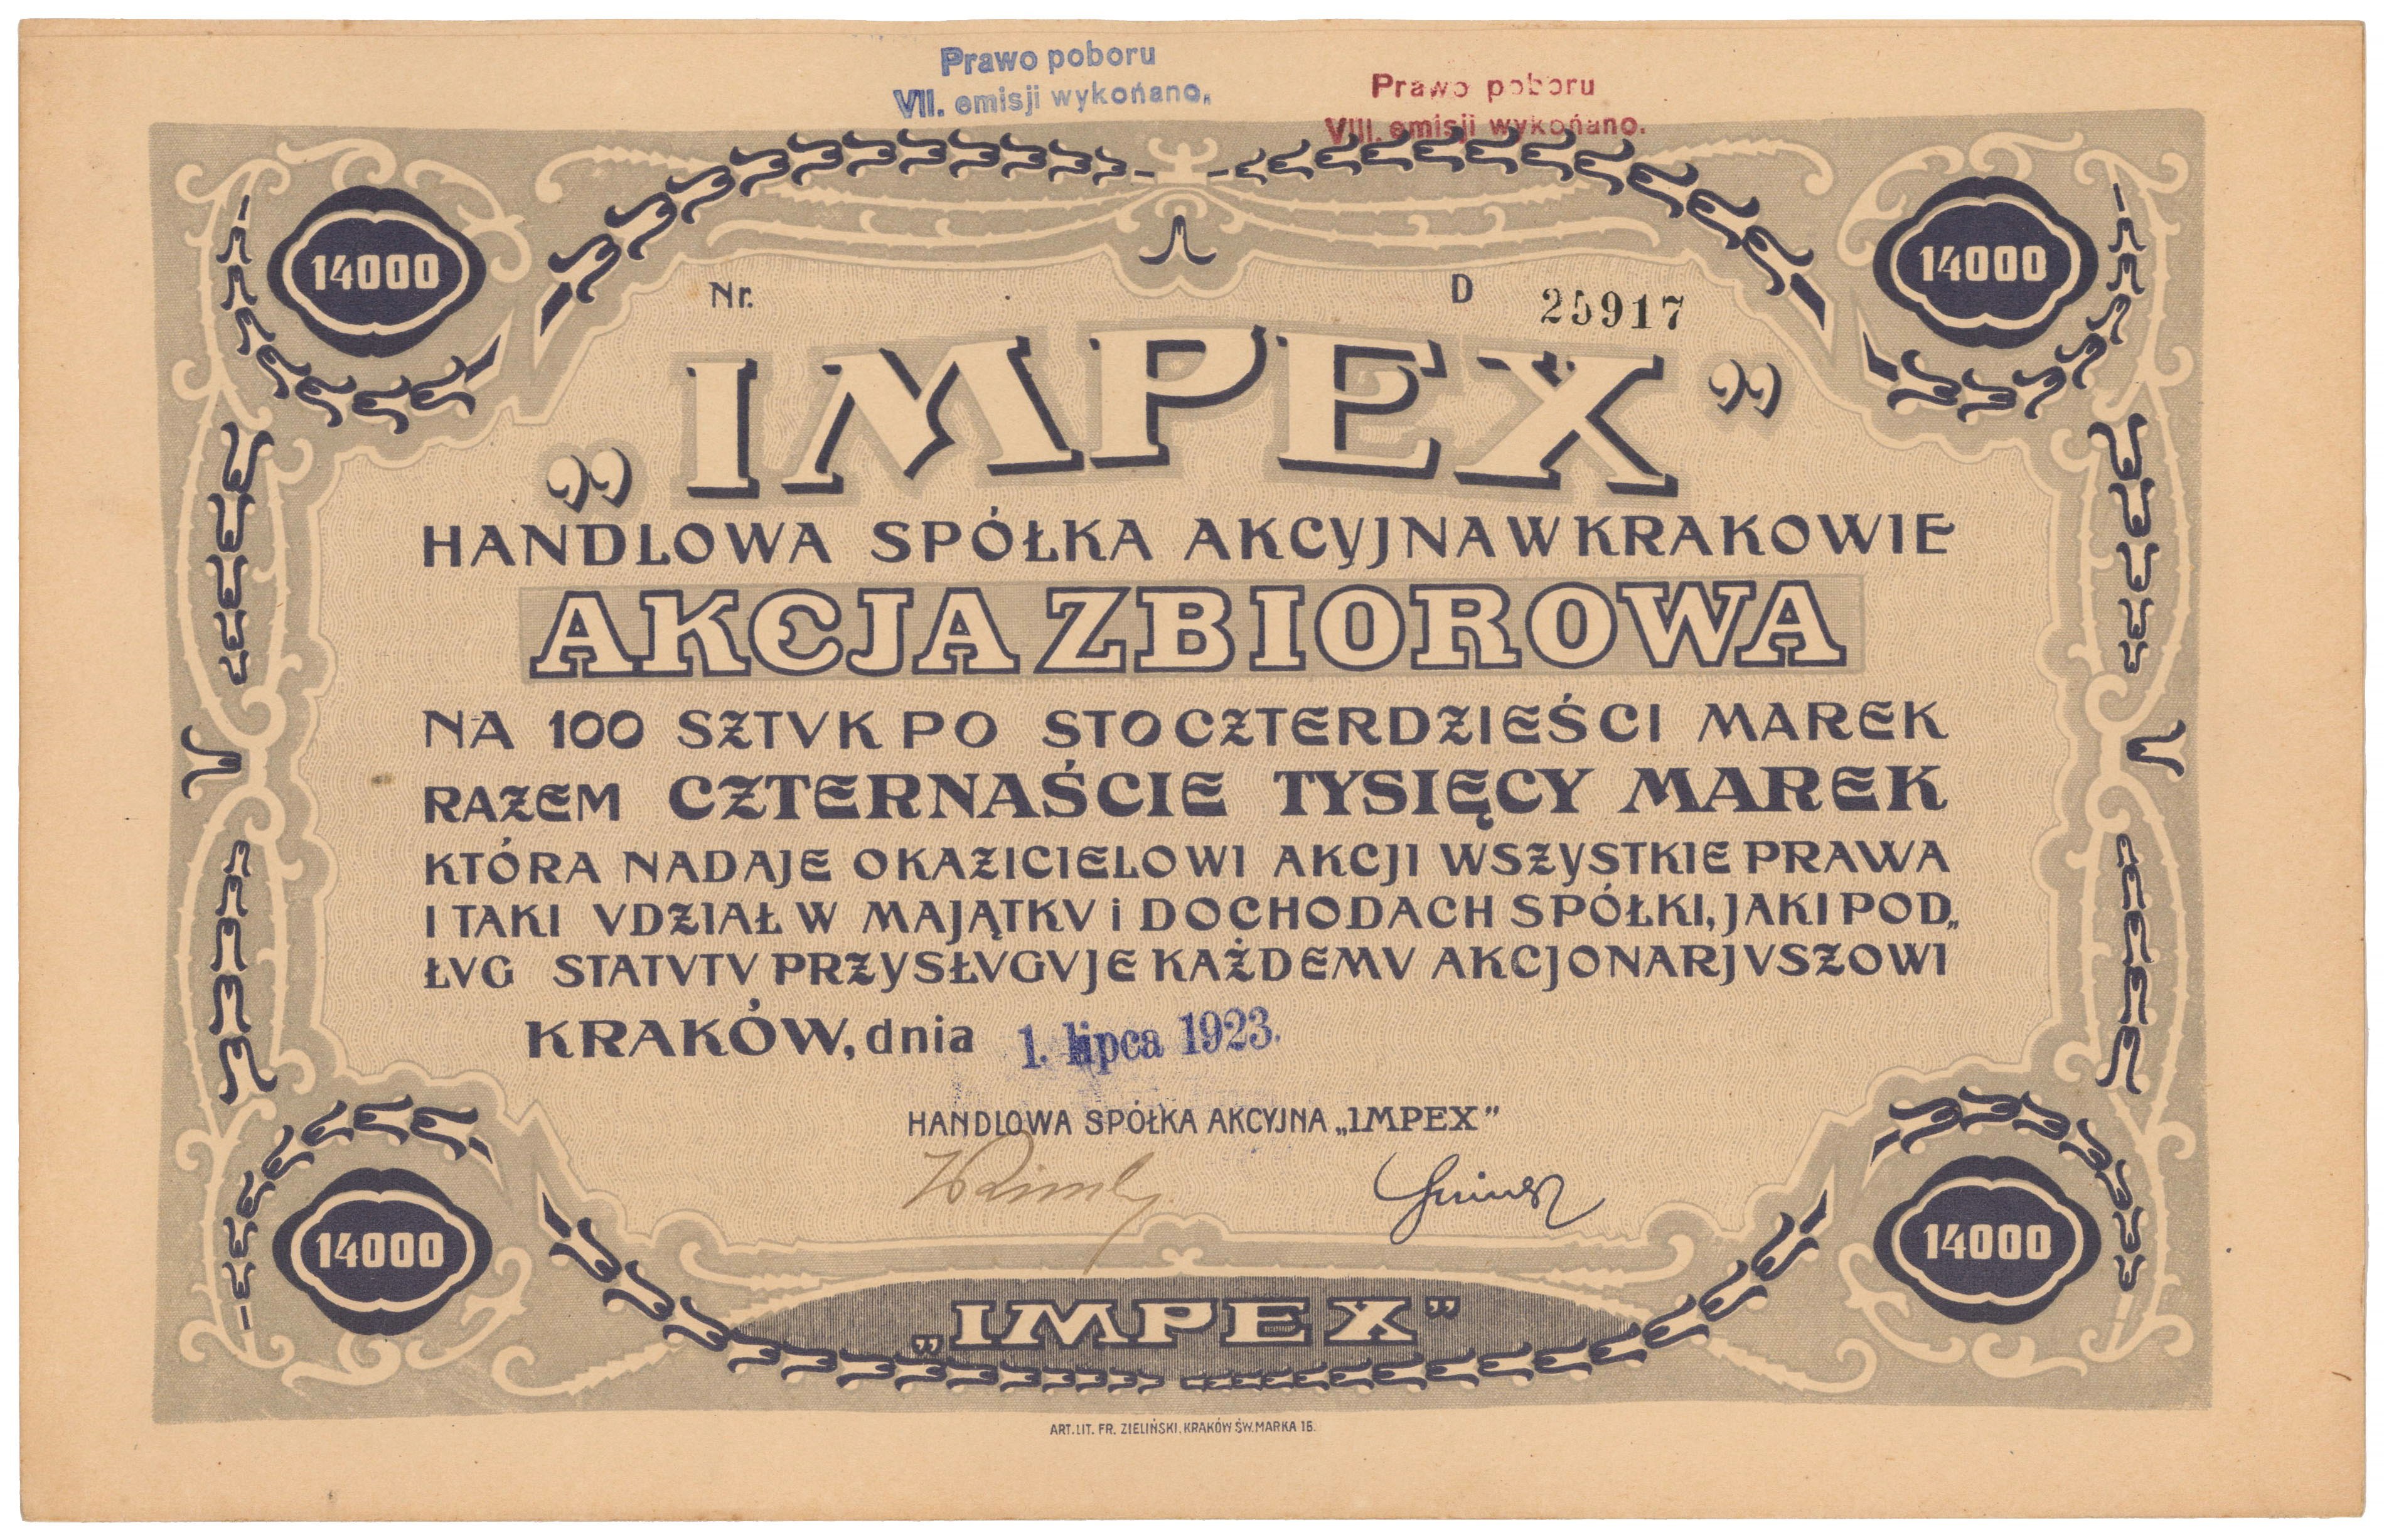 Prawo poboru
VII. emisji wykońano.
Prawo poboru
VIII. emisji wykońano.
14000
14000
Nr.
D 25917
„IMPEX”
HANDLOWA SPÓŁKA AKCYJNA W KRAKOWIE
AKCJA ZBIOROWA
NA 100 SZTVK PO STOCZTERDZIEŚCI MAREK
RAZEM CZTERNAŚCIE TYSIĘCY MAREK
KTÓRA NADAJE OKAZICIELOWI AKCJI WSZYSTKIE PRAWA
I TAKI VDZIAŁ W MAJĄTKV i DOCHODACH SPÓŁKI, JAKI POD„
ŁVG STATVTV PRZYSŁVGVJE KAŻDEMV AKCJONARJVSZOWI
KRAKÓW, dnia 1. lipca 1923.
HANDLOWA SPÓŁKA AKCYJNA „IMPEX”
14000
14000
„IMPEX”
ART. LIT. FR. ZIELIŃSKI, KRAKÓW ŚW. MARKA 16.